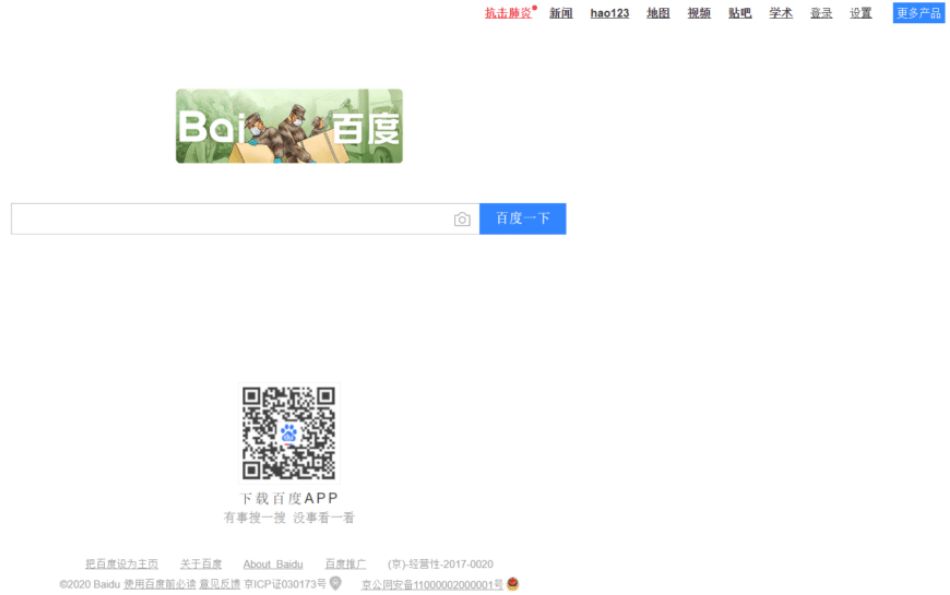 抗击肺炎 新闻 hao123 地图 视频 贴吧 学术 登录 设置 更多产品
Bai 百度
百度一下
下载百度APP
有事搜一搜 没事看一看
把百度设为主页 关于百度 About Baidu 百度推广 (京)-经营性-2017-0020
©2020 Baidu 使用百度前必读 意见反馈 京ICP证030173号 京公网安备11000002000001号